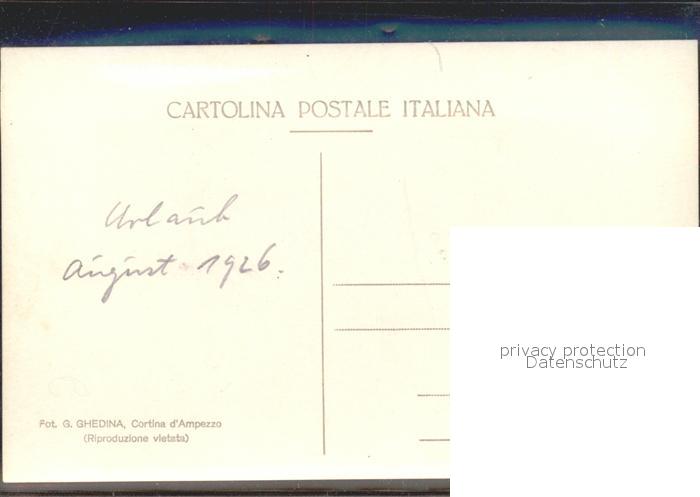 CARTOLINA POSTALE ITALIANA
Urlaub
August 1926.
Fot. G. GHEDINA, Cortina d'Ampezzo
(Riproduzione vietata)
privacy protection
Datenschutz